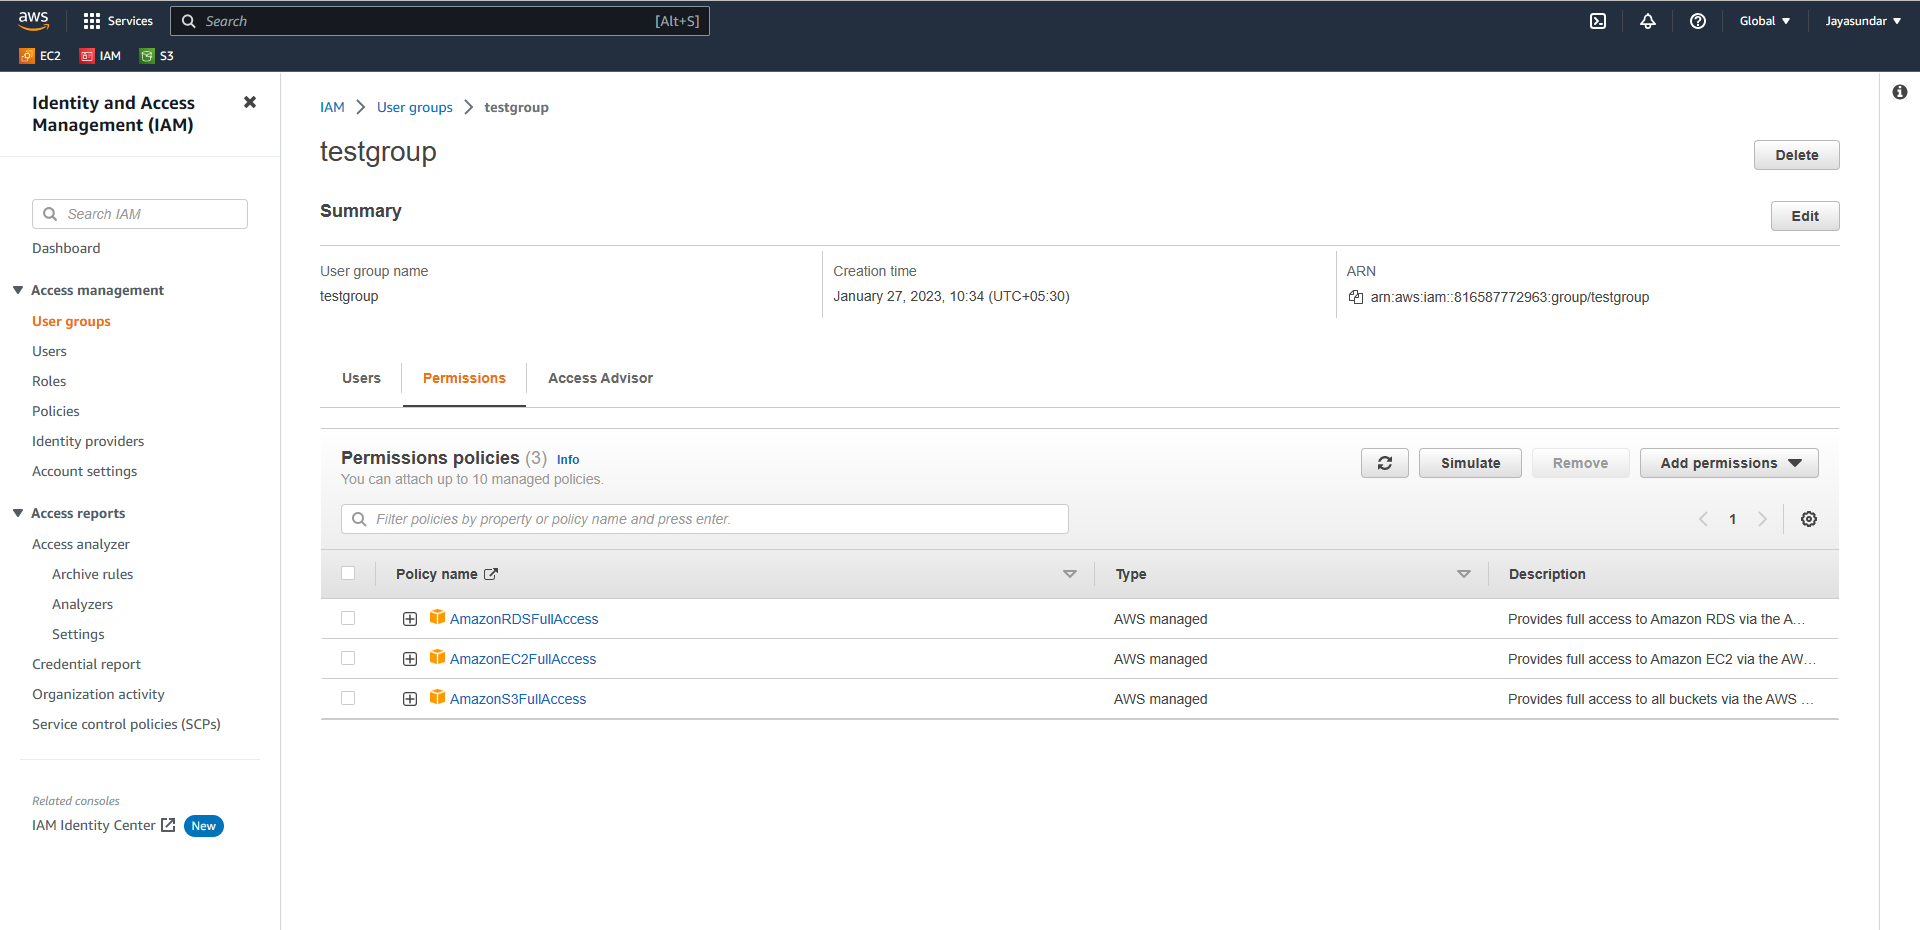 aws
Services
Search
[Alt+S]
Global
Jayasundar
EC2
IAM
S3
Identity and Access
Management (IAM)
Search IAM
Dashboard
Access management
User groups
Users
Roles
Policies
Identity providers
Account settings
Access reports
Access analyzer
Archive rules
Analyzers
Settings
Credential report
Organization activity
Service control policies (SCPs)
Related consoles
IAM Identity Center New
IAM > User groups > testgroup
testgroup
Delete
Summary
Edit
User group name
testgroup
Creation time
January 27, 2023, 10:34 (UTC+05:30)
ARN
arn:aws:iam::816587772963:group/testgroup
Users
Permissions
Access Advisor
Permissions policies (3) Info
You can attach up to 10 managed policies.
Simulate
Remove
Add permissions
Filter policies by property or policy name and press enter.
1
Policy name
Type
Description
AmazonRDSFullAccess AWS managed Provides full access to Amazon RDS via the A...
AmazonEC2FullAccess AWS managed Provides full access to Amazon EC2 via the AW...
AmazonS3FullAccess AWS managed Provides full access to all buckets via the AWS ...